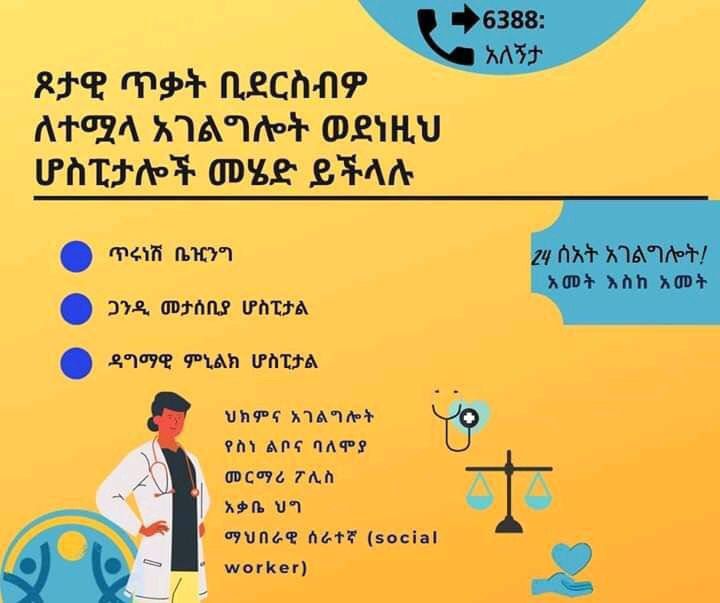 6388:
አለኝታ
ጾታዊ ጥቃት ቢደርስብዎ
ለተሟላ አገልግሎት ወደነዚህ
ሆስፒታሎች መሄድ ይችላሉ
24 ሰአት አገልግሎት!
አመት እስከ አመት
ጥሩነሽ ቤዢንግ
ጋንዲ መታሰቢያ ሆስፒታል
ዳግማዊ ምኒልክ ሆስፒታል
ህክምና አገልግሎት
የስነ ልቦና ባለሞያ
መርማሪ ፖሊስ
አቃቤ ህግ
ማህበራዊ ሰራተኛ (social
worker)